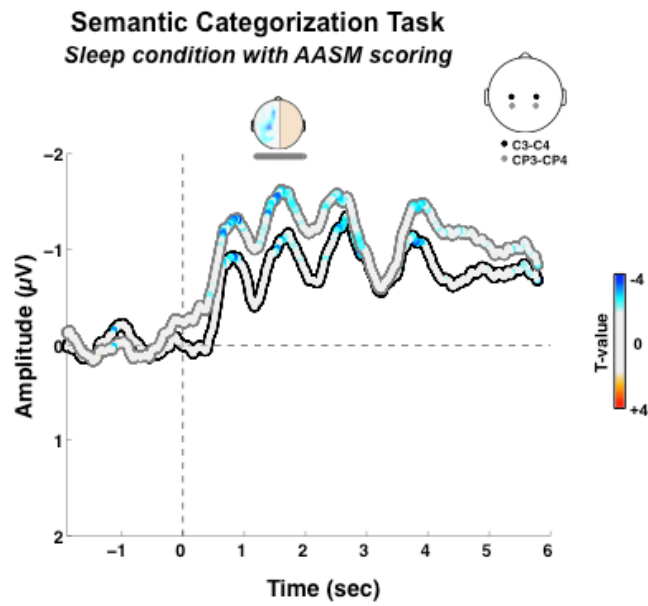 Semantic Categorization Task
Sleep condition with AASM scoring
C3-C4
CP3-CP4
−2
−1
0
1
2
Amplitude (µV)
−1
0
1
2
3
4
5
6
Time (sec)
T-value
-4
0
+4